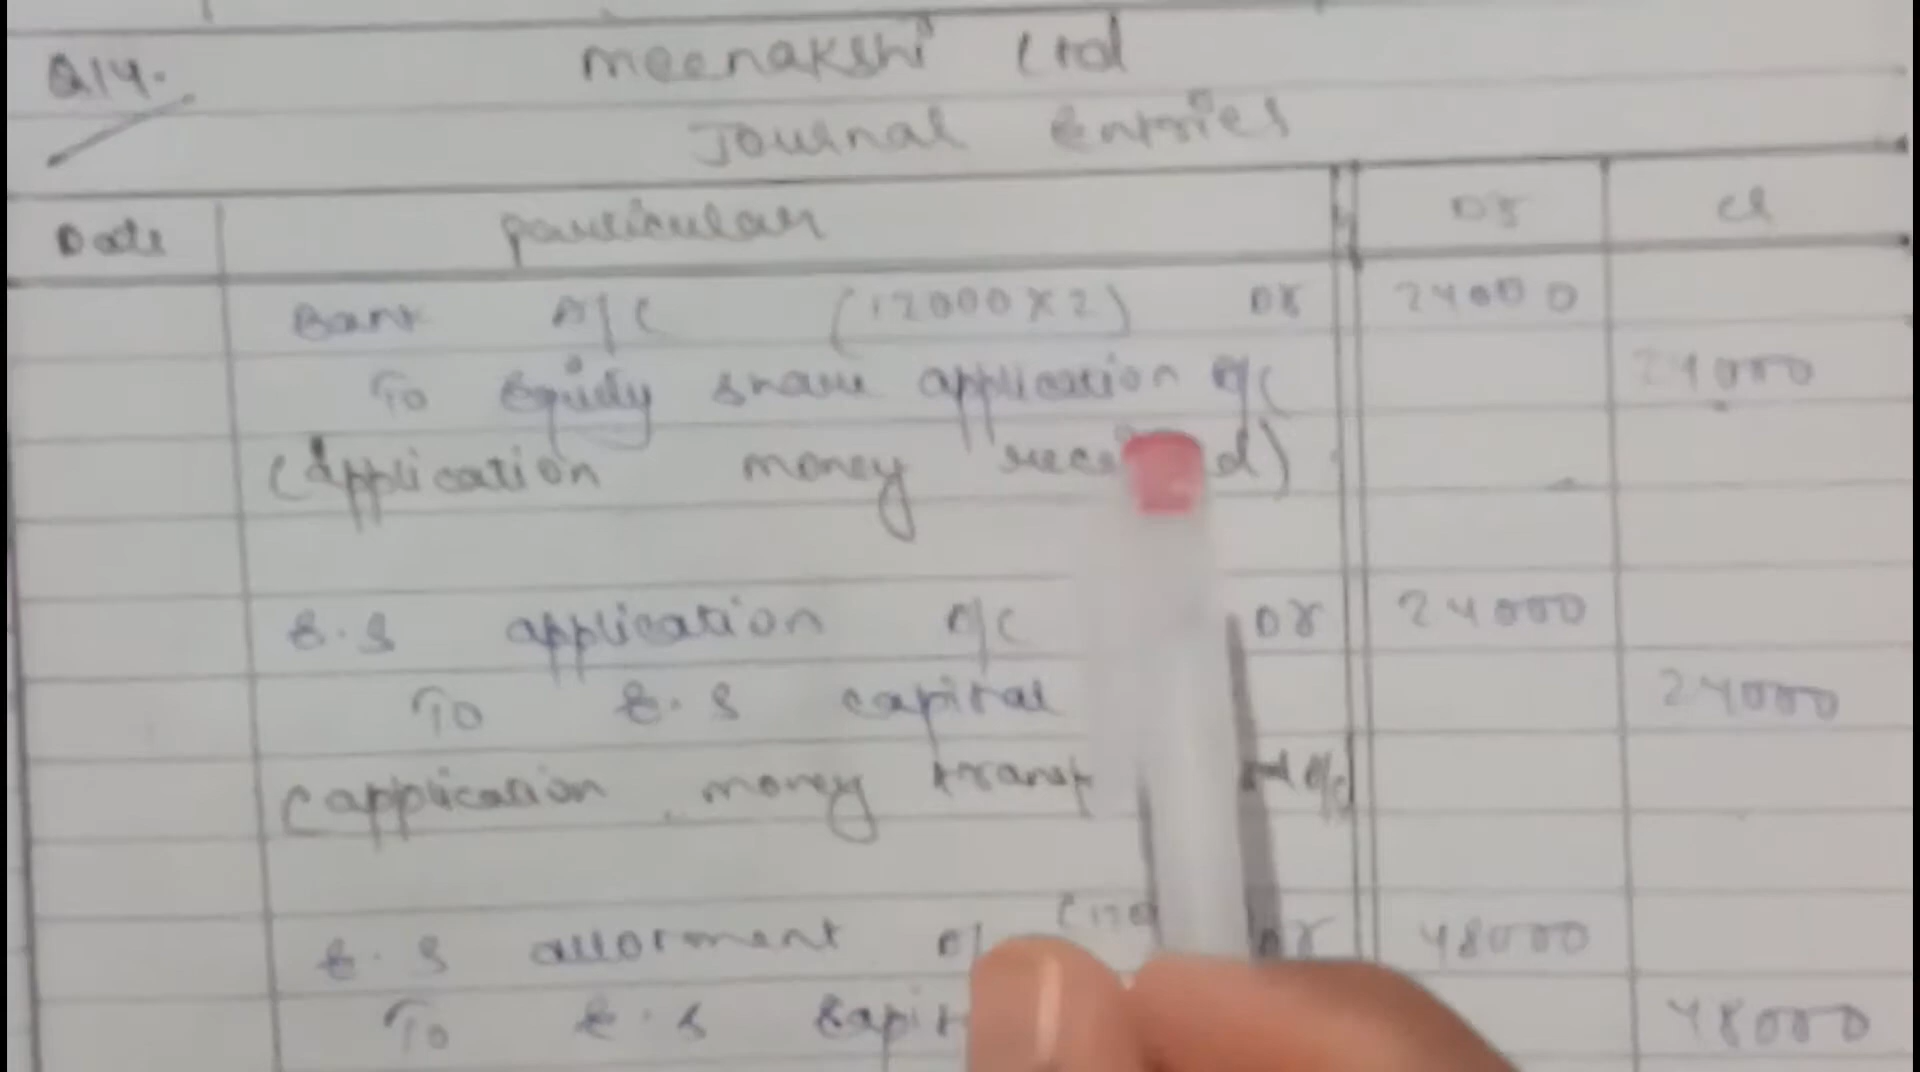 Q14. Meenakshi Ltd
Journal Entries
Date particular Dr Cr
Bank A/C (12000 x 2) Dr 24000
To Equity share application A/C 24000
(Application money
E.S application A/C Dr 24000
To E.S capital 24000
(application money
E.S allotment Dr 48000
To E.S 48000